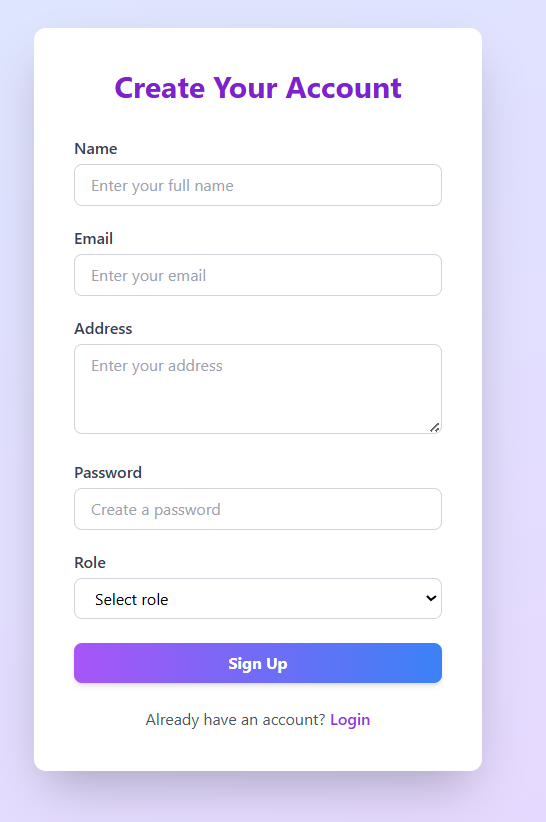 Create Your Account
Name
Enter your full name
Email
Enter your email
Address
Enter your address
Password
Create a password
Role
Select role
Sign Up
Already have an account? Login